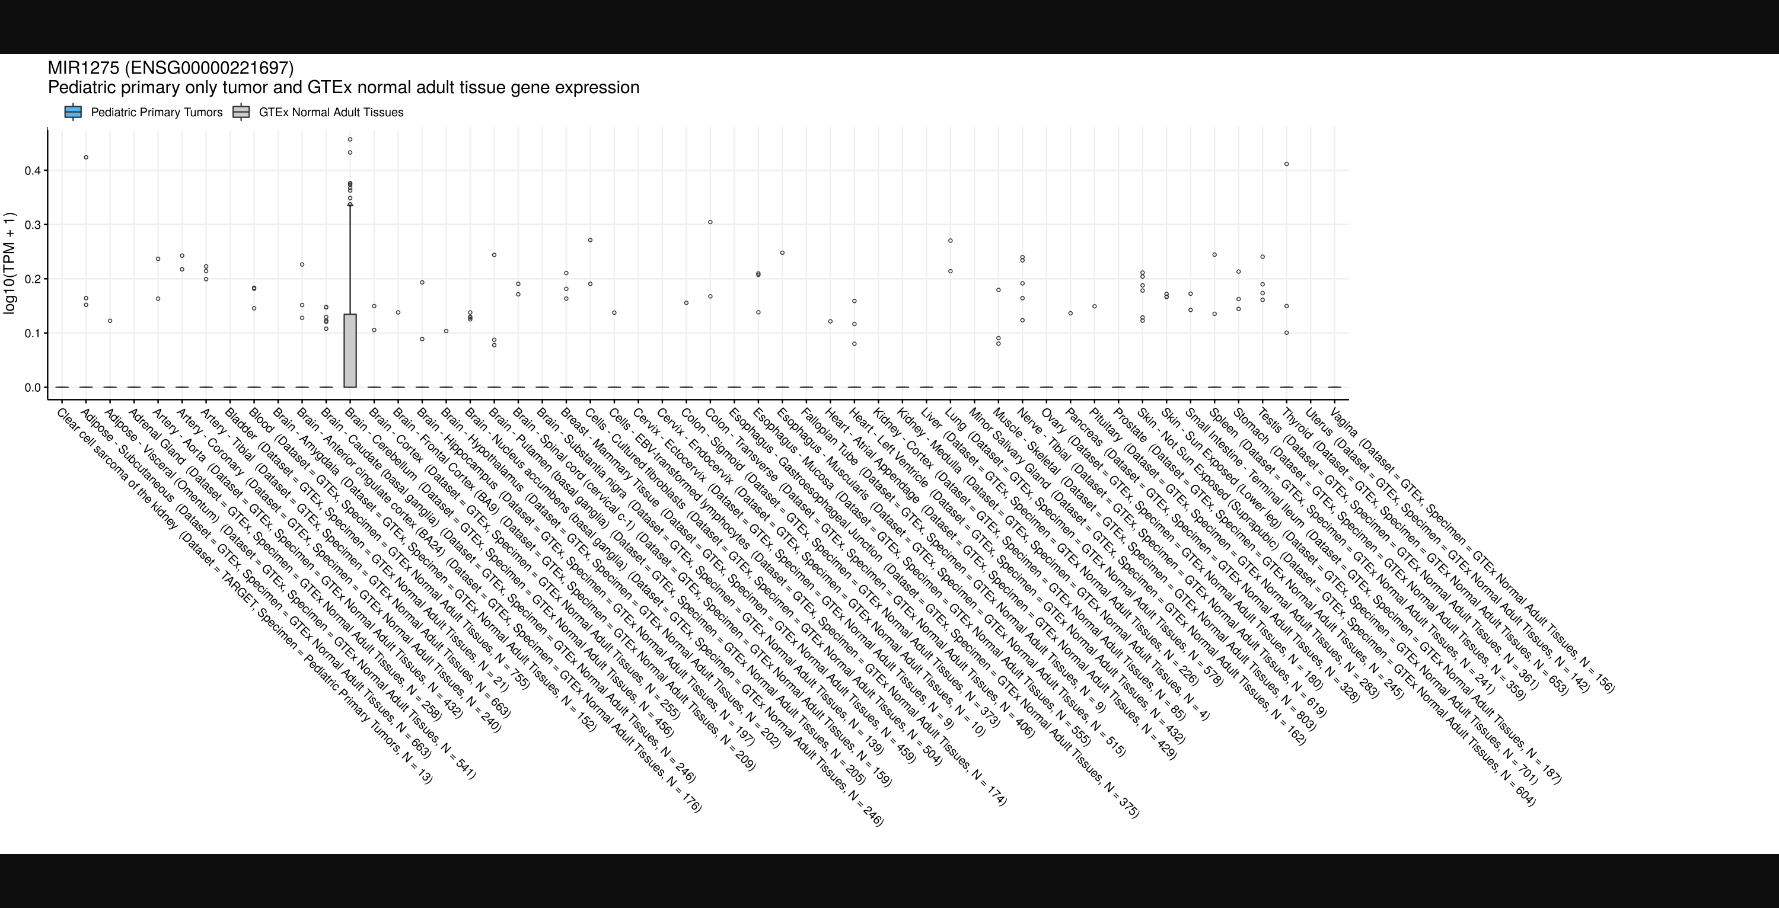 MIR1275 (ENSG00000221697)
Pediatric primary only tumor and GTEx normal adult tissue gene expression
Pediatric Primary Tumors
GTEx Normal Adult Tissues
log10(TPM + 1)
0.4
0.3
0.2
0.1
0.0
Clear cell sarcoma of the kidney (Dataset = TARGET, Specimen = Pediatric Primary Tumors, N = 13)
Adipose - Subcutaneous (Dataset = GTEx, Specimen = GTEx Normal Adult Tissues, N = 663)
Adipose - Visceral (Omentum) (Dataset = GTEx, Specimen = GTEx Normal Adult Tissues, N = 541)
Adrenal Gland (Dataset = GTEx, Specimen = GTEx Normal Adult Tissues, N = 258)
Artery - Aorta (Dataset = GTEx, Specimen = GTEx Normal Adult Tissues, N = 432)
Artery - Coronary (Dataset = GTEx, Specimen = GTEx Normal Adult Tissues, N = 240)
Artery - Tibial (Dataset = GTEx, Specimen = GTEx Normal Adult Tissues, N = 663)
Bladder (Dataset = GTEx, Specimen = GTEx Normal Adult Tissues, N = 21)
Blood (Dataset = GTEx, Specimen = GTEx Normal Adult Tissues, N = 755)
Brain - Amygdala (Dataset = GTEx, Specimen = GTEx Normal Adult Tissues, N = 152)
Brain - Anterior cingulate cortex (BA24) (Dataset = GTEx, Specimen = GTEx Normal Adult Tissues, N = 176)
Brain - Caudate (basal ganglia) (Dataset = GTEx, Specimen = GTEx Normal Adult Tissues, N = 246)
Brain - Cerebellum (Dataset = GTEx, Specimen = GTEx Normal Adult Tissues, N = 456)
Brain - Cortex (Dataset = GTEx, Specimen = GTEx Normal Adult Tissues, N = 255)
Brain - Frontal Cortex (BA9) (Dataset = GTEx, Specimen = GTEx Normal Adult Tissues, N = 209)
Brain - Hippocampus (Dataset = GTEx, Specimen = GTEx Normal Adult Tissues, N = 197)
Brain - Hypothalamus (Dataset = GTEx, Specimen = GTEx Normal Adult Tissues, N = 202)
Brain - Nucleus accumbens (basal ganglia) (Dataset = GTEx, Specimen = GTEx Normal Adult Tissues, N = 246)
Brain - Putamen (basal ganglia) (Dataset = GTEx, Specimen = GTEx Normal Adult Tissues, N = 205)
Brain - Spinal cord (cervical c-1) (Dataset = GTEx, Specimen = GTEx Normal Adult Tissues, N = 159)
Brain - Substantia nigra (Dataset = GTEx, Specimen = GTEx Normal Adult Tissues, N = 139)
Breast - Mammary Tissue (Dataset = GTEx, Specimen = GTEx Normal Adult Tissues, N = 459)
Cells - Cultured fibroblasts (Dataset = GTEx, Specimen = GTEx Normal Adult Tissues, N = 504)
Cells - EBV-transformed lymphocytes (Dataset = GTEx, Specimen = GTEx Normal Adult Tissues, N = 174)
Cervix - Ectocervix (Dataset = GTEx, Specimen = GTEx Normal Adult Tissues, N = 9)
Cervix - Endocervix (Dataset = GTEx, Specimen = GTEx Normal Adult Tissues, N = 10)
Colon - Sigmoid (Dataset = GTEx, Specimen = GTEx Normal Adult Tissues, N = 373)
Colon - Transverse (Dataset = GTEx, Specimen = GTEx Normal Adult Tissues, N = 406)
Esophagus - Gastroesophageal Junction (Dataset = GTEx, Specimen = GTEx Normal Adult Tissues, N = 375)
Esophagus - Mucosa (Dataset = GTEx, Specimen = GTEx Normal Adult Tissues, N = 555)
Esophagus - Muscularis (Dataset = GTEx, Specimen = GTEx Normal Adult Tissues, N = 515)
Fallopian Tube (Dataset = GTEx, Specimen = GTEx Normal Adult Tissues, N = 9)
Heart - Atrial Appendage (Dataset = GTEx, Specimen = GTEx Normal Adult Tissues, N = 429)
Heart - Left Ventricle (Dataset = GTEx, Specimen = GTEx Normal Adult Tissues, N = 432)
Kidney - Cortex (Dataset = GTEx, Specimen = GTEx Normal Adult Tissues, N = 85)
Kidney - Medulla (Dataset = GTEx, Specimen = GTEx Normal Adult Tissues, N = 4)
Liver (Dataset = GTEx, Specimen = GTEx Normal Adult Tissues, N = 226)
Lung (Dataset = GTEx, Specimen = GTEx Normal Adult Tissues, N = 578)
Minor Salivary Gland (Dataset = GTEx, Specimen = GTEx Normal Adult Tissues, N = 162)
Muscle - Skeletal (Dataset = GTEx, Specimen = GTEx Normal Adult Tissues, N = 803)
Nerve - Tibial (Dataset = GTEx, Specimen = GTEx Normal Adult Tissues, N = 619)
Ovary (Dataset = GTEx, Specimen = GTEx Normal Adult Tissues, N = 180)
Pancreas (Dataset = GTEx, Specimen = GTEx Normal Adult Tissues, N = 328)
Pituitary (Dataset = GTEx, Specimen = GTEx Normal Adult Tissues, N = 283)
Prostate (Dataset = GTEx, Specimen = GTEx Normal Adult Tissues, N = 245)
Skin - Not Sun Exposed (Suprapubic) (Dataset = GTEx, Specimen = GTEx Normal Adult Tissues, N = 604)
Skin - Sun Exposed (Lower leg) (Dataset = GTEx, Specimen = GTEx Normal Adult Tissues, N = 701)
Small Intestine - Terminal Ileum (Dataset = GTEx, Specimen = GTEx Normal Adult Tissues, N = 187)
Spleen (Dataset = GTEx, Specimen = GTEx Normal Adult Tissues, N = 241)
Stomach (Dataset = GTEx, Specimen = GTEx Normal Adult Tissues, N = 359)
Testis (Dataset = GTEx, Specimen = GTEx Normal Adult Tissues, N = 361)
Thyroid (Dataset = GTEx, Specimen = GTEx Normal Adult Tissues, N = 653)
Uterus (Dataset = GTEx, Specimen = GTEx Normal Adult Tissues, N = 142)
Vagina (Dataset = GTEx, Specimen = GTEx Normal Adult Tissues, N = 156)